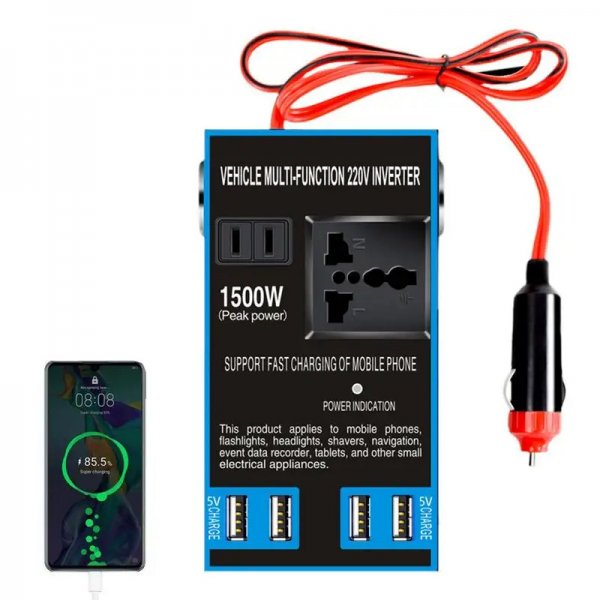 VEHICLE MULTI-FUNCTION 220V INVERTER
N
L
1500W
(Peak power)
SUPPORT FAST CHARGING OF MOBILE PHONE
POWER INDICATION
This product applies to mobile phones,
flashlights, headlights, shavers, navigation,
event data recorder, tablets, and other small
electrical appliances.
5V
CHARGE
5V
CHARGE
08:08
85.5%
Super charging